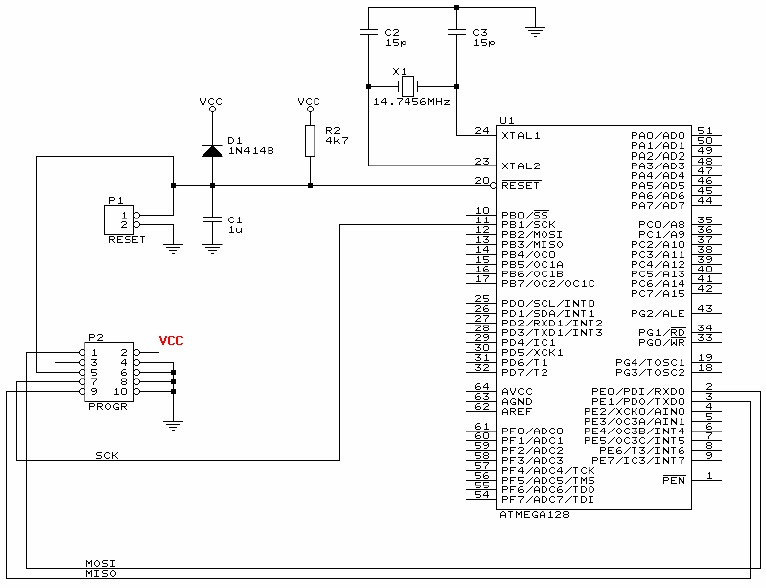 C2
15p
C3
15p
X1
14.7456MHz
VCC
D1
1N4148
VCC
R2
4k7
C1
1u
P1
1
2
RESET
P2
VCC
1 2
3 4
5 6
7 8
9 10
PROGR
SCK
MOSI
MISO
U1
24 XTAL1
23 XTAL2
20 RESET
10 PB0/SS
11 PB1/SCK
12 PB2/MOSI
13 PB3/MISO
14 PB4/OC0
15 PB5/OC1A
16 PB6/OC1B
17 PB7/OC2/OC1C
25 PD0/SCL/INT0
26 PD1/SDA/INT1
27 PD2/RXD1/INT2
28 PD3/TXD1/INT3
29 PD4/IC1
30 PD5/XCK1
31 PD6/T1
32 PD7/T2
64 AVCC
63 AGND
62 AREF
61 PF0/ADC0
60 PF1/ADC1
59 PF2/ADC2
58 PF3/ADC3
57 PF4/ADC4/TCK
56 PF5/ADC5/TMS
55 PF6/ADC6/TDO
54 PF7/ADC7/TDI
PA0/AD0 51
PA1/AD1 50
PA2/AD2 49
PA3/AD3 48
PA4/AD4 47
PA5/AD5 46
PA6/AD6 45
PA7/AD7 44
PC0/A8 35
PC1/A9 36
PC2/A10 37
PC3/A11 38
PC4/A12 39
PC5/A13 40
PC6/A14 41
PC7/A15 42
PG2/ALE 43
PG1/RD 34
PG0/WR 33
PG4/TOSC1 19
PG3/TOSC2 18
PE0/PDI/RXD0 2
PE1/PDO/TXD0 3
PE2/XCK0/AIN0 4
PE3/OC3A/AIN1 5
PE4/OC3B/INT4 6
PE5/OC3C/INT5 7
PE6/T3/INT6 8
PE7/IC3/INT7 9
PEN 1
ATMEGA128